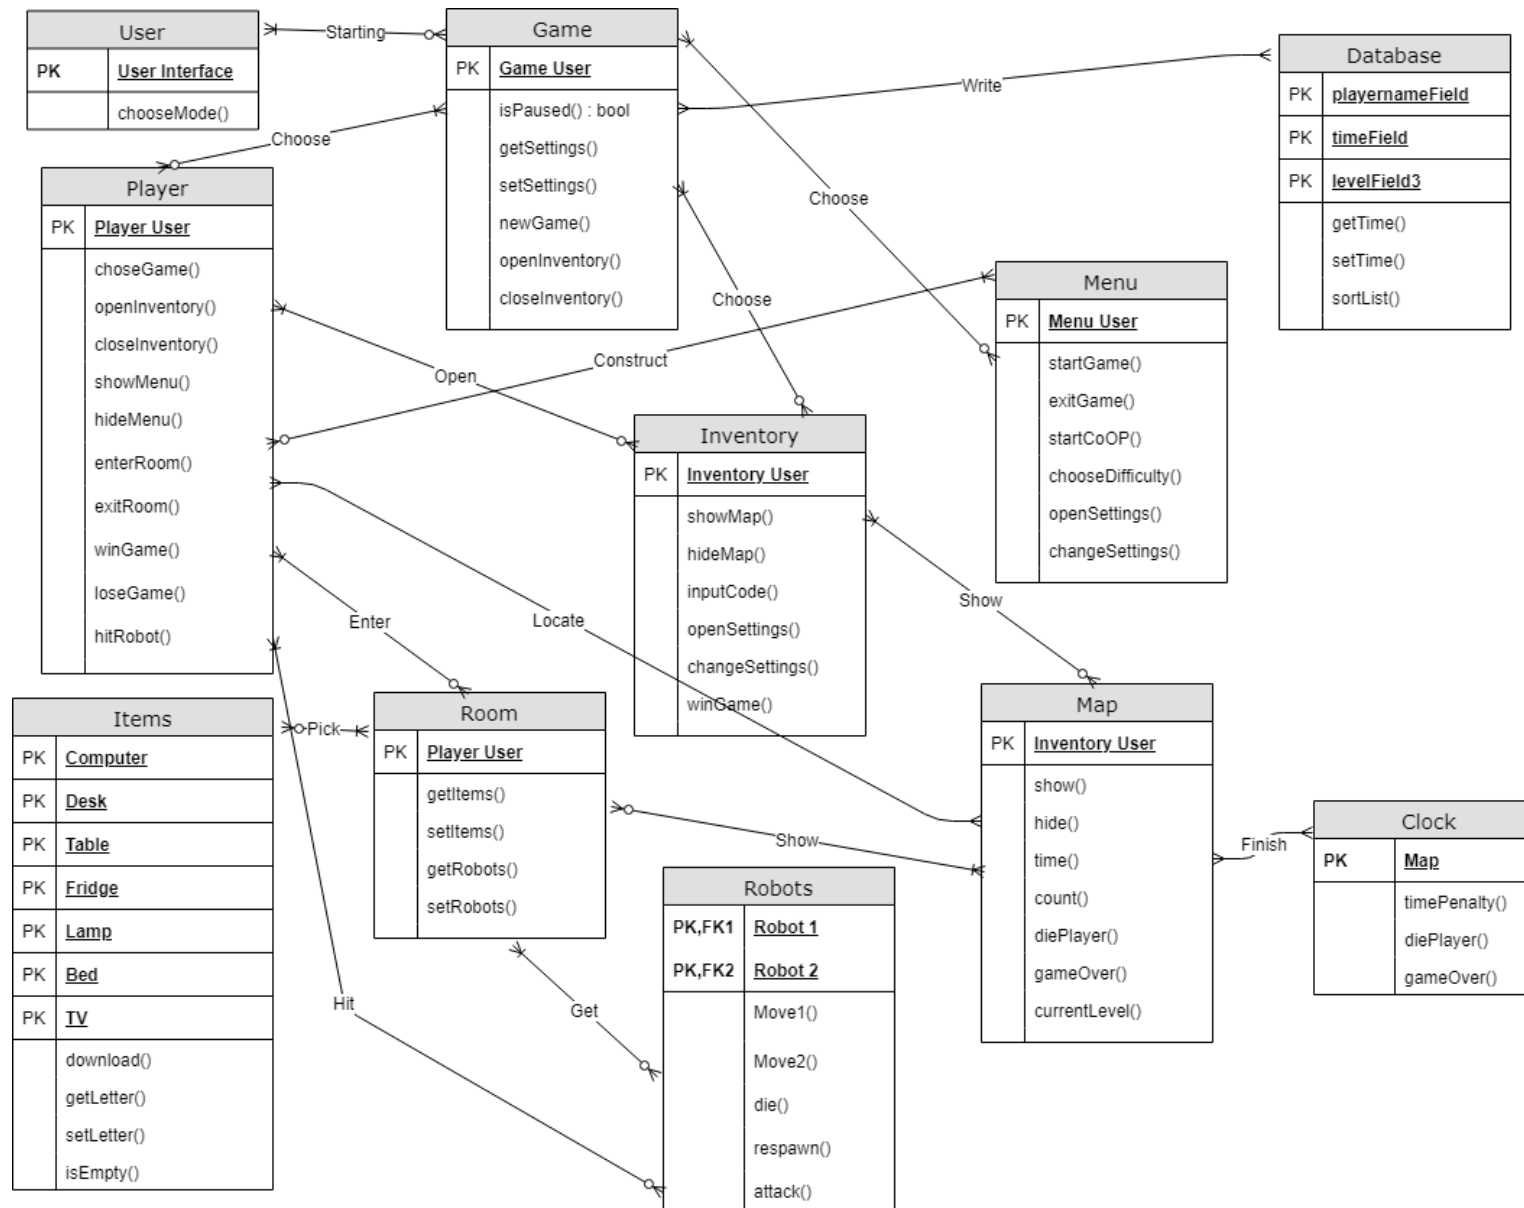 User
PK User Interface
chooseMode()
Starting
Game
PK Game User
isPaused() : bool
getSettings()
setSettings()
newGame()
openInventory()
closeInventory()
Write
Database
PK playernameField
PK timeField
PK levelField3
getTime()
setTime()
sortList()
Choose
Choose
Choose
Player
PK Player User
choseGame()
openInventory()
closeInventory()
showMenu()
hideMenu()
enterRoom()
exitRoom()
winGame()
loseGame()
hitRobot()
Open
Construct
Menu
PK Menu User
startGame()
exitGame()
startCoOP()
chooseDifficulty()
openSettings()
changeSettings()
Inventory
PK Inventory User
showMap()
hideMap()
inputCode()
openSettings()
changeSettings()
winGame()
Enter
Locate
Show
Items
PK Computer
PK Desk
PK Table
PK Fridge
PK Lamp
PK Bed
PK TV
download()
getLetter()
setLetter()
isEmpty()
Pick
Room
PK Player User
getItems()
setItems()
getRobots()
setRobots()
Show
Map
PK Inventory User
show()
hide()
time()
count()
diePlayer()
gameOver()
currentLevel()
Finish
Clock
PK Map
timePenalty()
diePlayer()
gameOver()
Hit
Get
Robots
PK,FK1 Robot 1
PK,FK2 Robot 2
Move1()
Move2()
die()
respawn()
attack()